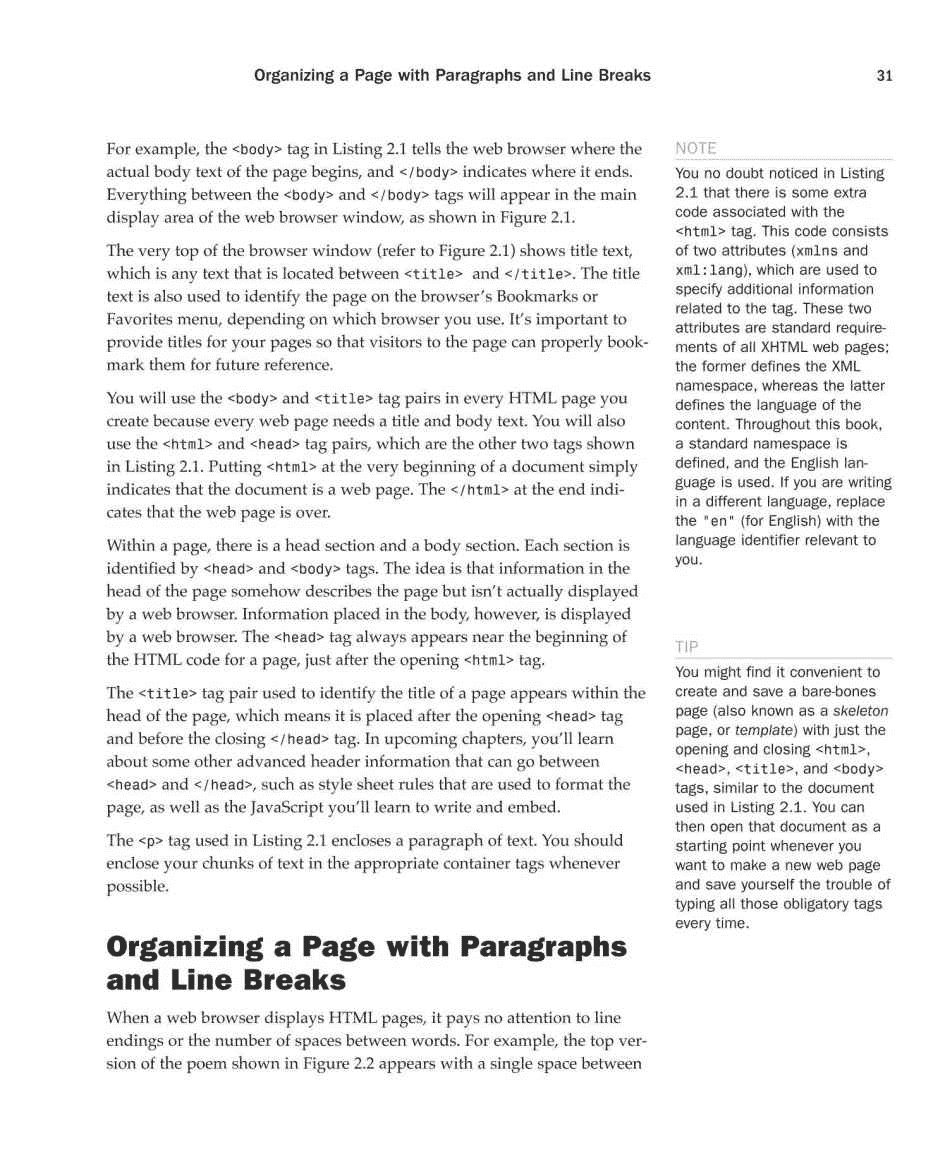 Organizing a Page with Paragraphs and Line Breaks 31
For example, the <body> tag in Listing 2.1 tells the web browser where the
actual body text of the page begins, and </body> indicates where it ends.
Everything between the <body> and </body> tags will appear in the main
display area of the web browser window, as shown in Figure 2.1.
The very top of the browser window (refer to Figure 2.1) shows title text,
which is any text that is located between <title> and </title>. The title
text is also used to identify the page on the browser's Bookmarks or
Favorites menu, depending on which browser you use. It's important to
provide titles for your pages so that visitors to the page can properly book-
mark them for future reference.
You will use the <body> and <title> tag pairs in every HTML page you
create because every web page needs a title and body text. You will also
use the <html> and <head> tag pairs, which are the other two tags shown
in Listing 2.1. Putting <html> at the very beginning of a document simply
indicates that the document is a web page. The </html> at the end indi-
cates that the web page is over.
Within a page, there is a head section and a body section. Each section is
identified by <head> and <body> tags. The idea is that information in the
head of the page somehow describes the page but isn't actually displayed
by a web browser. Information placed in the body, however, is displayed
by a web browser. The <head> tag always appears near the beginning of
the HTML code for a page, just after the opening <html> tag.
The <title> tag pair used to identify the title of a page appears within the
head of the page, which means it is placed after the opening <head> tag
and before the closing </head> tag. In upcoming chapters, you'll learn
about some other advanced header information that can go between
<head> and </head>, such as style sheet rules that are used to format the
page, as well as the JavaScript you'll learn to write and embed.
The <p> tag used in Listing 2.1 encloses a paragraph of text. You should
enclose your chunks of text in the appropriate container tags whenever
possible.
Organizing a Page with Paragraphs
and Line Breaks
When a web browser displays HTML pages, it pays no attention to line
endings or the number of spaces between words. For example, the top ver-
sion of the poem shown in Figure 2.2 appears with a single space between
NOTE
You no doubt noticed in Listing
2.1 that there is some extra
code associated with the
<html> tag. This code consists
of two attributes (xmlns and
xml:lang), which are used to
specify additional information
related to the tag. These two
attributes are standard require-
ments of all XHTML web pages;
the former defines the XML
namespace, whereas the latter
defines the language of the
content. Throughout this book,
a standard namespace is
defined, and the English lan-
guage is used. If you are writing
in a different language, replace
the "en" (for English) with the
language identifier relevant to
you.
TIP
You might find it convenient to
create and save a bare-bones
page (also known as a skeleton
page, or template) with just the
opening and closing <html>,
<head>, <title>, and <body>
tags, similar to the document
used in Listing 2.1. You can
then open that document as a
starting point whenever you
want to make a new web page
and save yourself the trouble of
typing all those obligatory tags
every time.